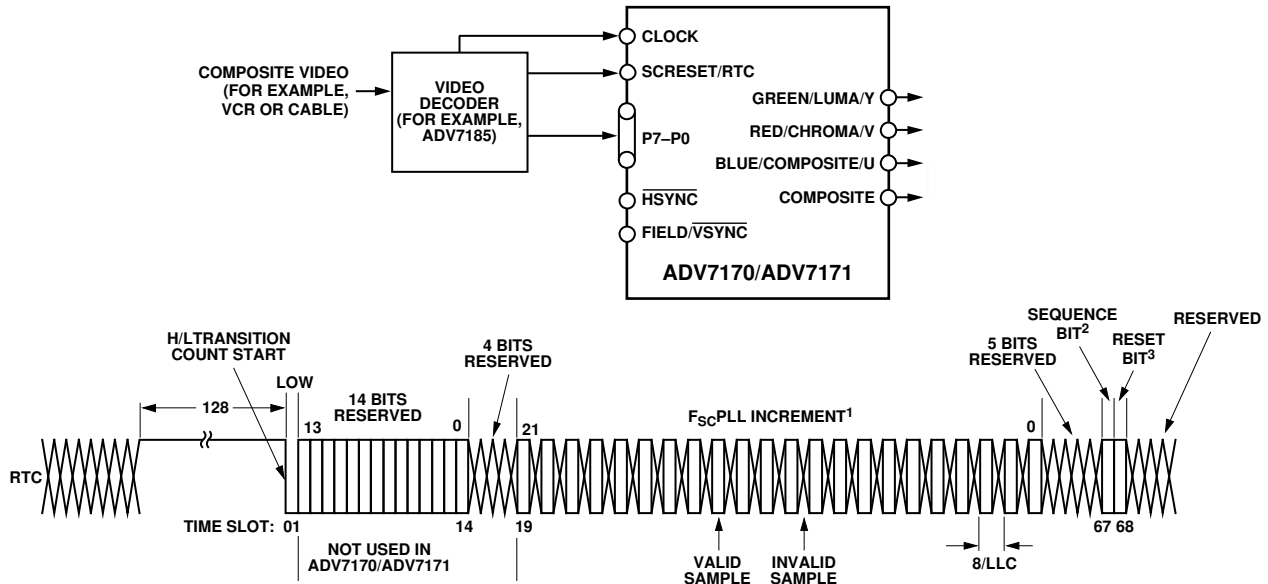 COMPOSITE VIDEO
(FOR EXAMPLE,
VCR OR CABLE)
VIDEO
DECODER
(FOR EXAMPLE,
ADV7185)
CLOCK
SCRESET/RTC
P7–P0
HSYNC
FIELD/VSYNC
GREEN/LUMA/Y
RED/CHROMA/V
BLUE/COMPOSITE/U
COMPOSITE
ADV7170/ADV7171
H/LTRANSITION
COUNT START
LOW
128
13
14 BITS
RESERVED
0
4 BITS
RESERVED
21
FSCPLL INCREMENT1
0
5 BITS
RESERVED
SEQUENCE
BIT2
RESET
BIT3
RESERVED
RTC
TIME SLOT: 01
14
19
67 68
NOT USED IN
ADV7170/ADV7171
VALID
SAMPLE
INVALID
SAMPLE
8/LLC